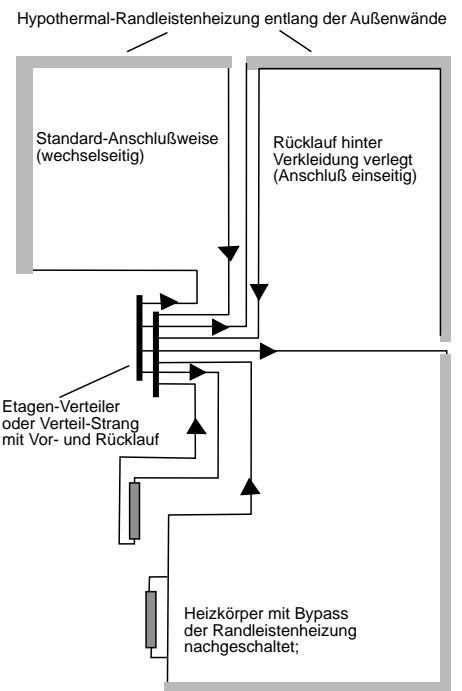 Hypothermal-Randleistenheizung entlang der Außenwände
Standard-Anschlußweise
(wechselseitig)
Rücklauf hinter
Verkleidung verlegt
(Anschluß einseitig)
Etagen-Verteiler
oder Verteil-Strang
mit Vor- und Rücklauf
Heizkörper mit Bypass
der Randleistenheizung
nachgeschaltet;